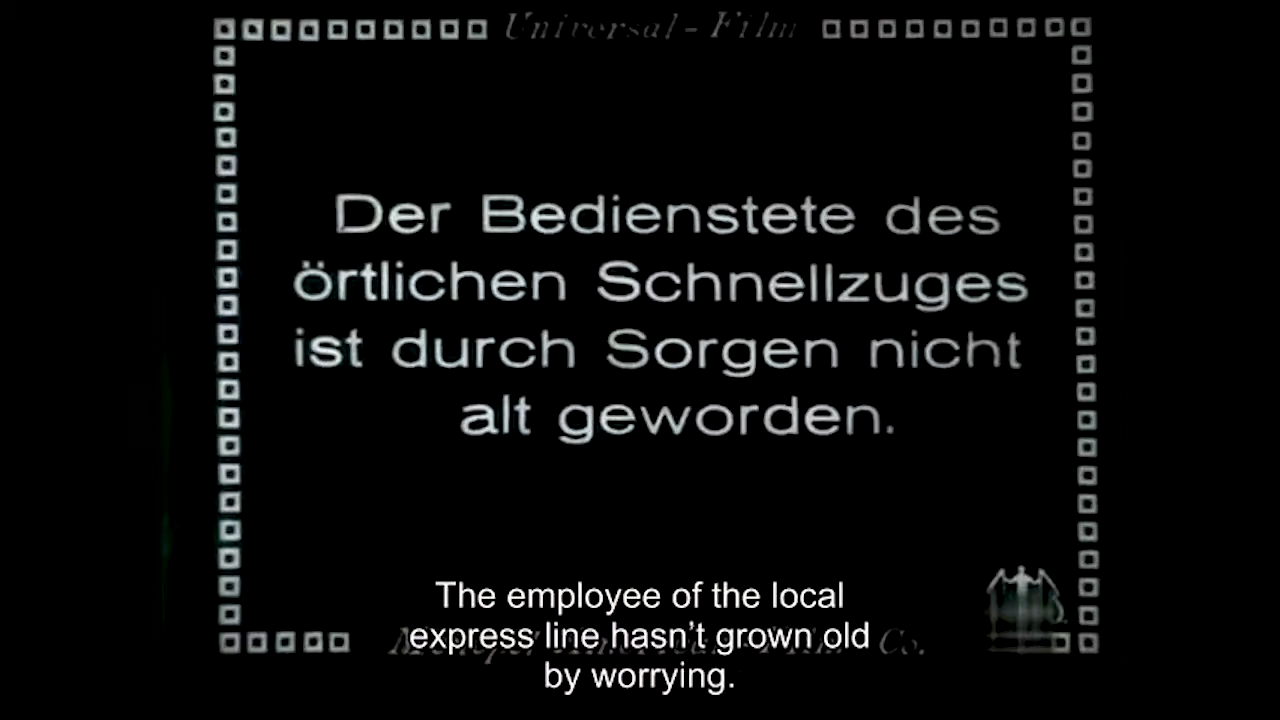 Universal-Film
Der Bedienstete des
örtlichen Schnellzuges
ist durch Sorgen nicht
alt geworden.
The employee of the local
express line hasn't grown old
Co.
by worrying.